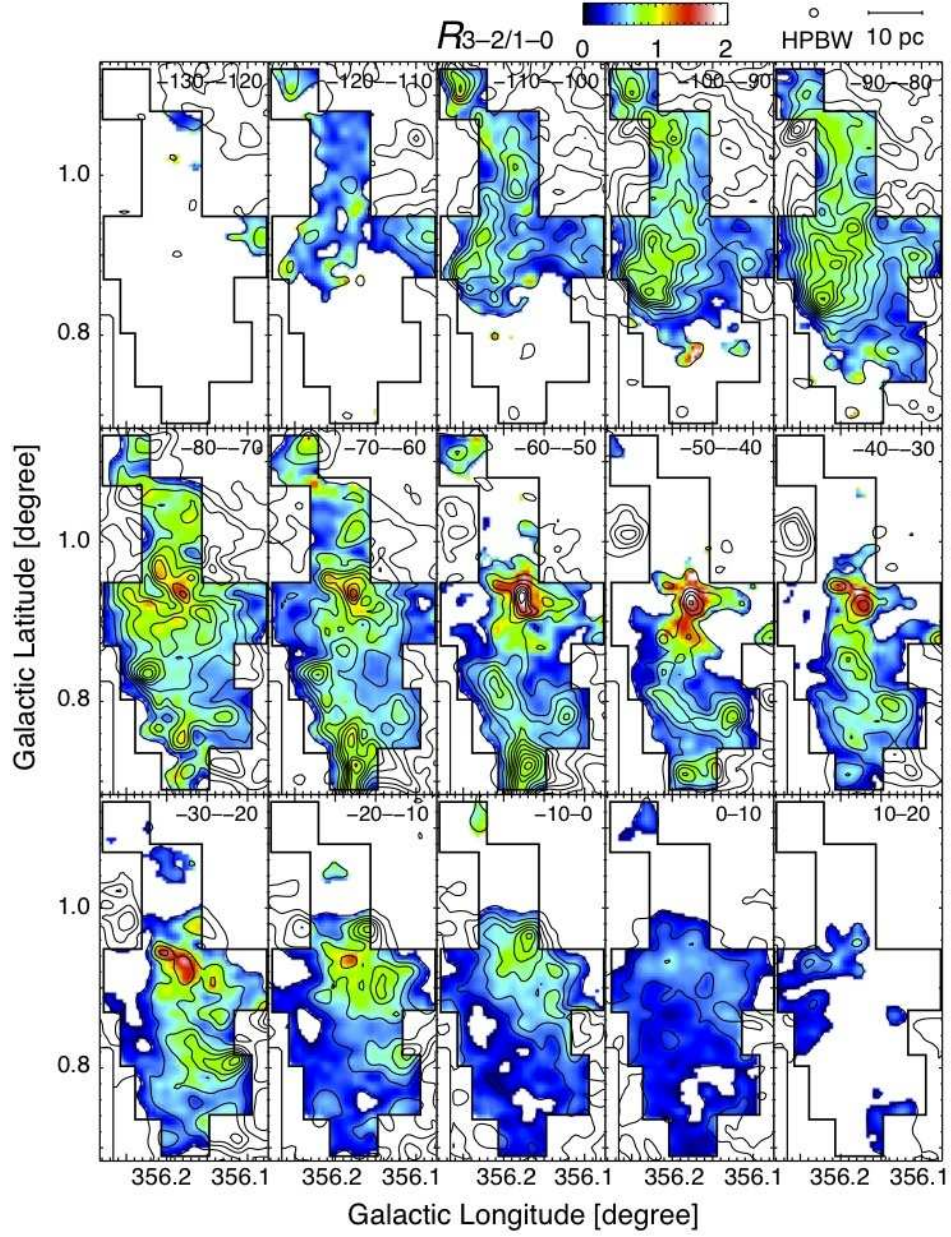 R3–2/1–0
0 1 2
HPBW 10 pc
−130−−120 −120−−110 −110−−100 −100−−90 −90−−80
1.0
0.8
−80−−70 −70−−60 −60−−50 −50−−40 −40−−30
1.0
0.8
−30−−20 −20−−10 −10−0 0−10 10−20
1.0
0.8
356.2 356.1 356.2 356.1 356.2 356.1 356.2 356.1 356.2 356.1
Galactic Latitude [degree]
Galactic Longitude [degree]